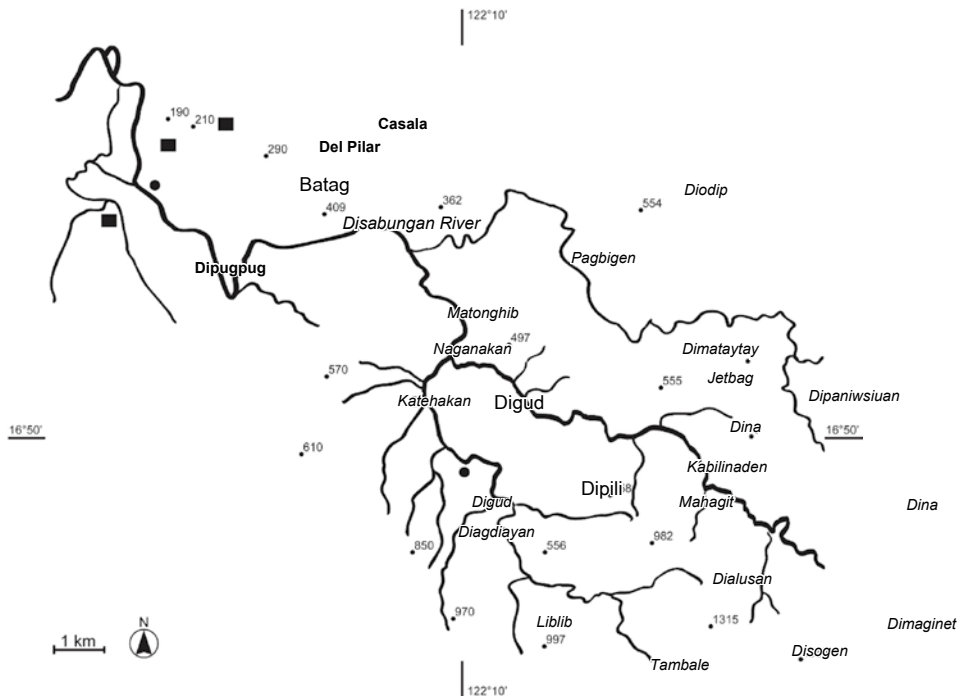 122°10'
190
210
Casala
Del Pilar
290
Batag
362
Diodip
554
409
Disabungan River
Pagbigen
Dipugpug
Matonghib
497
Naganakan
Dimataytay
570
Jetbag
555
Katehakan
Digud
Dipaniwsiuan
16°50'
Dina
16°50'
610
Kabilinaden
Dipili
Digud
Mahagit
Dina
Diagdiayan
982
850
556
Dialusan
970
1315
Liblib
Dimaginet
N
1 km
997
Disogen
Tambale
122°10'